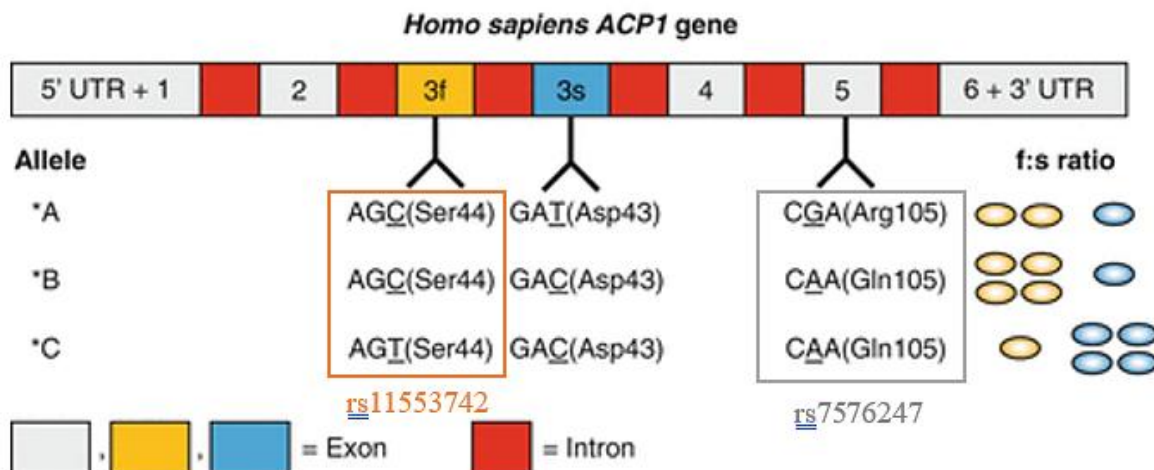 Homo sapiens ACP1 gene
5' UTR + 1 2 3f 3s 4 5 6 + 3' UTR
Allele f:s ratio
*A AGC(Ser44) GAT(Asp43) CGA(Arg105)
*B AGC(Ser44) GAC(Asp43) CAA(Gln105)
*C AGT(Ser44) GAC(Asp43) CAA(Gln105)
rs11553742 rs7576247
, , = Exon = Intron